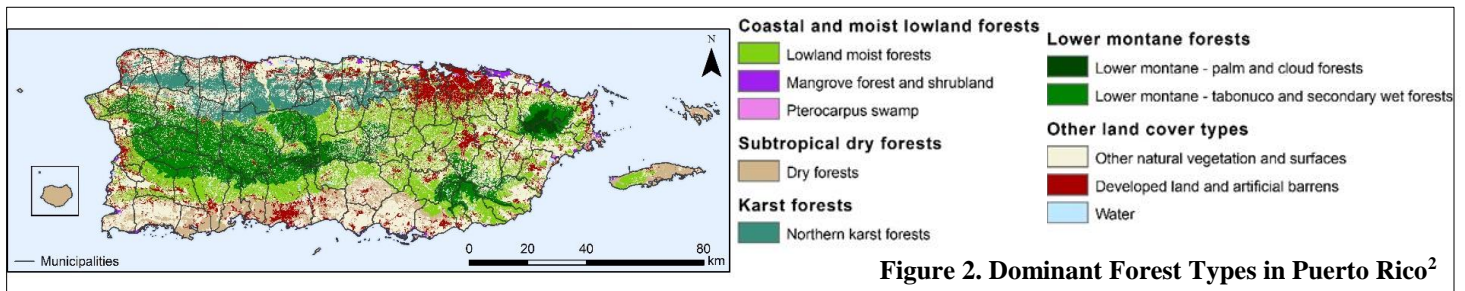 N
Municipalities
0 20 40 60 80
km
Coastal and moist lowland forests
Lowland moist forests
Mangrove forest and shrubland
Pterocarpus swamp
Subtropical dry forests
Dry forests
Karst forests
Northern karst forests
Lower montane forests
Lower montane - palm and cloud forests
Lower montane - tabonuco and secondary wet forests
Other land cover types
Other natural vegetation and surfaces
Developed land and artificial barrens
Water
Figure 2. Dominant Forest Types in Puerto Rico²